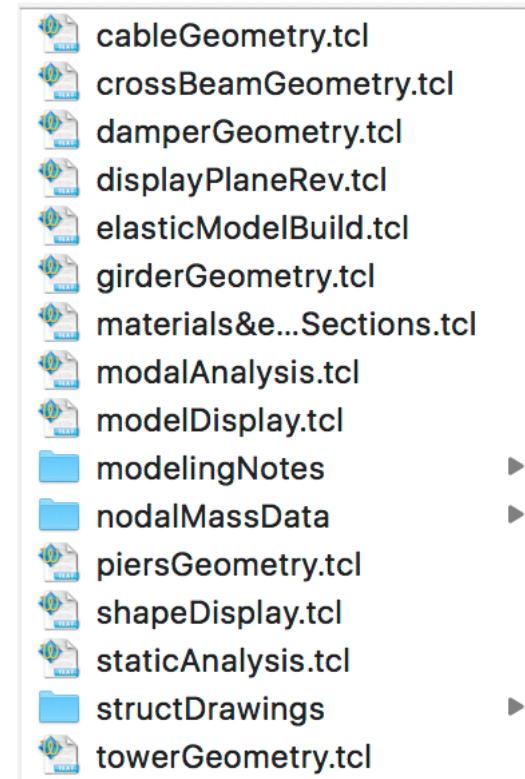 cableGeometry.tcl
crossBeamGeometry.tcl
damperGeometry.tcl
displayPlaneRev.tcl
elasticModelBuild.tcl
girderGeometry.tcl
materials&e...Sections.tcl
modalAnalysis.tcl
modelDisplay.tcl
modelingNotes
nodalMassData
piersGeometry.tcl
shapeDisplay.tcl
staticAnalysis.tcl
structDrawings
towerGeometry.tcl